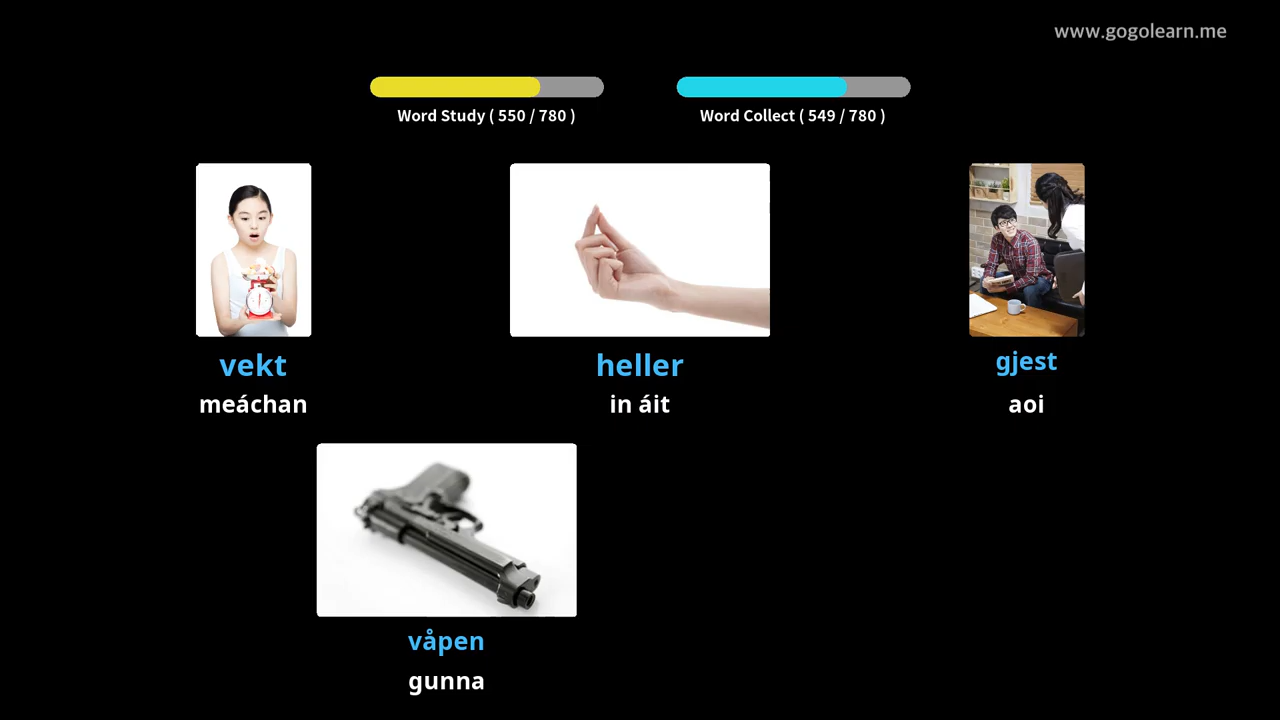 www.gogolearn.me
Word Study ( 550 / 780 )
Word Collect ( 549 / 780 )
vekt
heller
gjest
meáchan
in áit
aoi
våpen
gunna